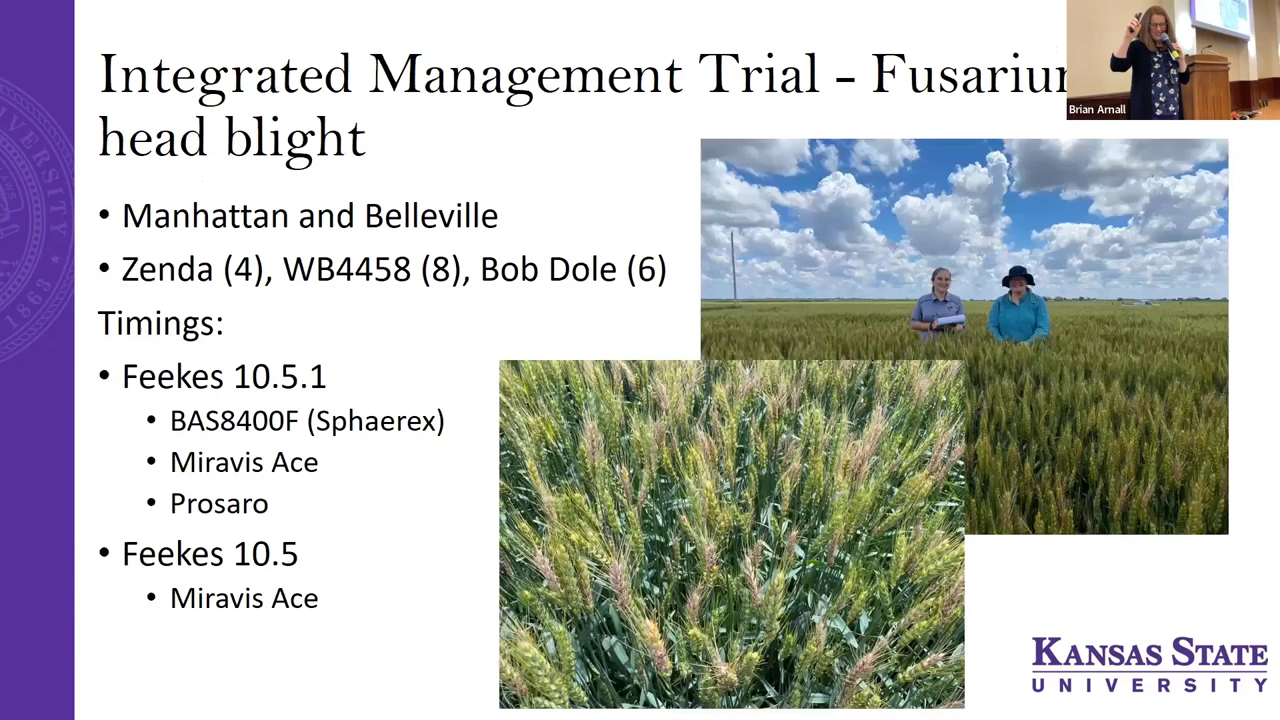 Integrated Management Trial - Fusarium
head blight
Brian Arnall
• Manhattan and Belleville
• Zenda (4), WB4458 (8), Bob Dole (6)
Timings:
• Feekes 10.5.1
• BAS8400F (Sphaerex)
• Miravis Ace
• Prosaro
• Feekes 10.5
• Miravis Ace
KANSAS STATE
UNIVERSITY
1863